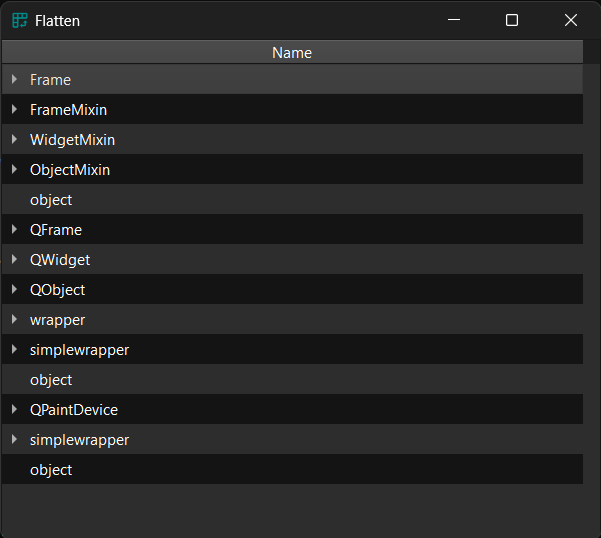 Flatten
Name
Frame
FrameMixin
WidgetMixin
ObjectMixin
object
QFrame
QWidget
QObject
wrapper
simplewrapper
object
QPaintDevice
simplewrapper
object